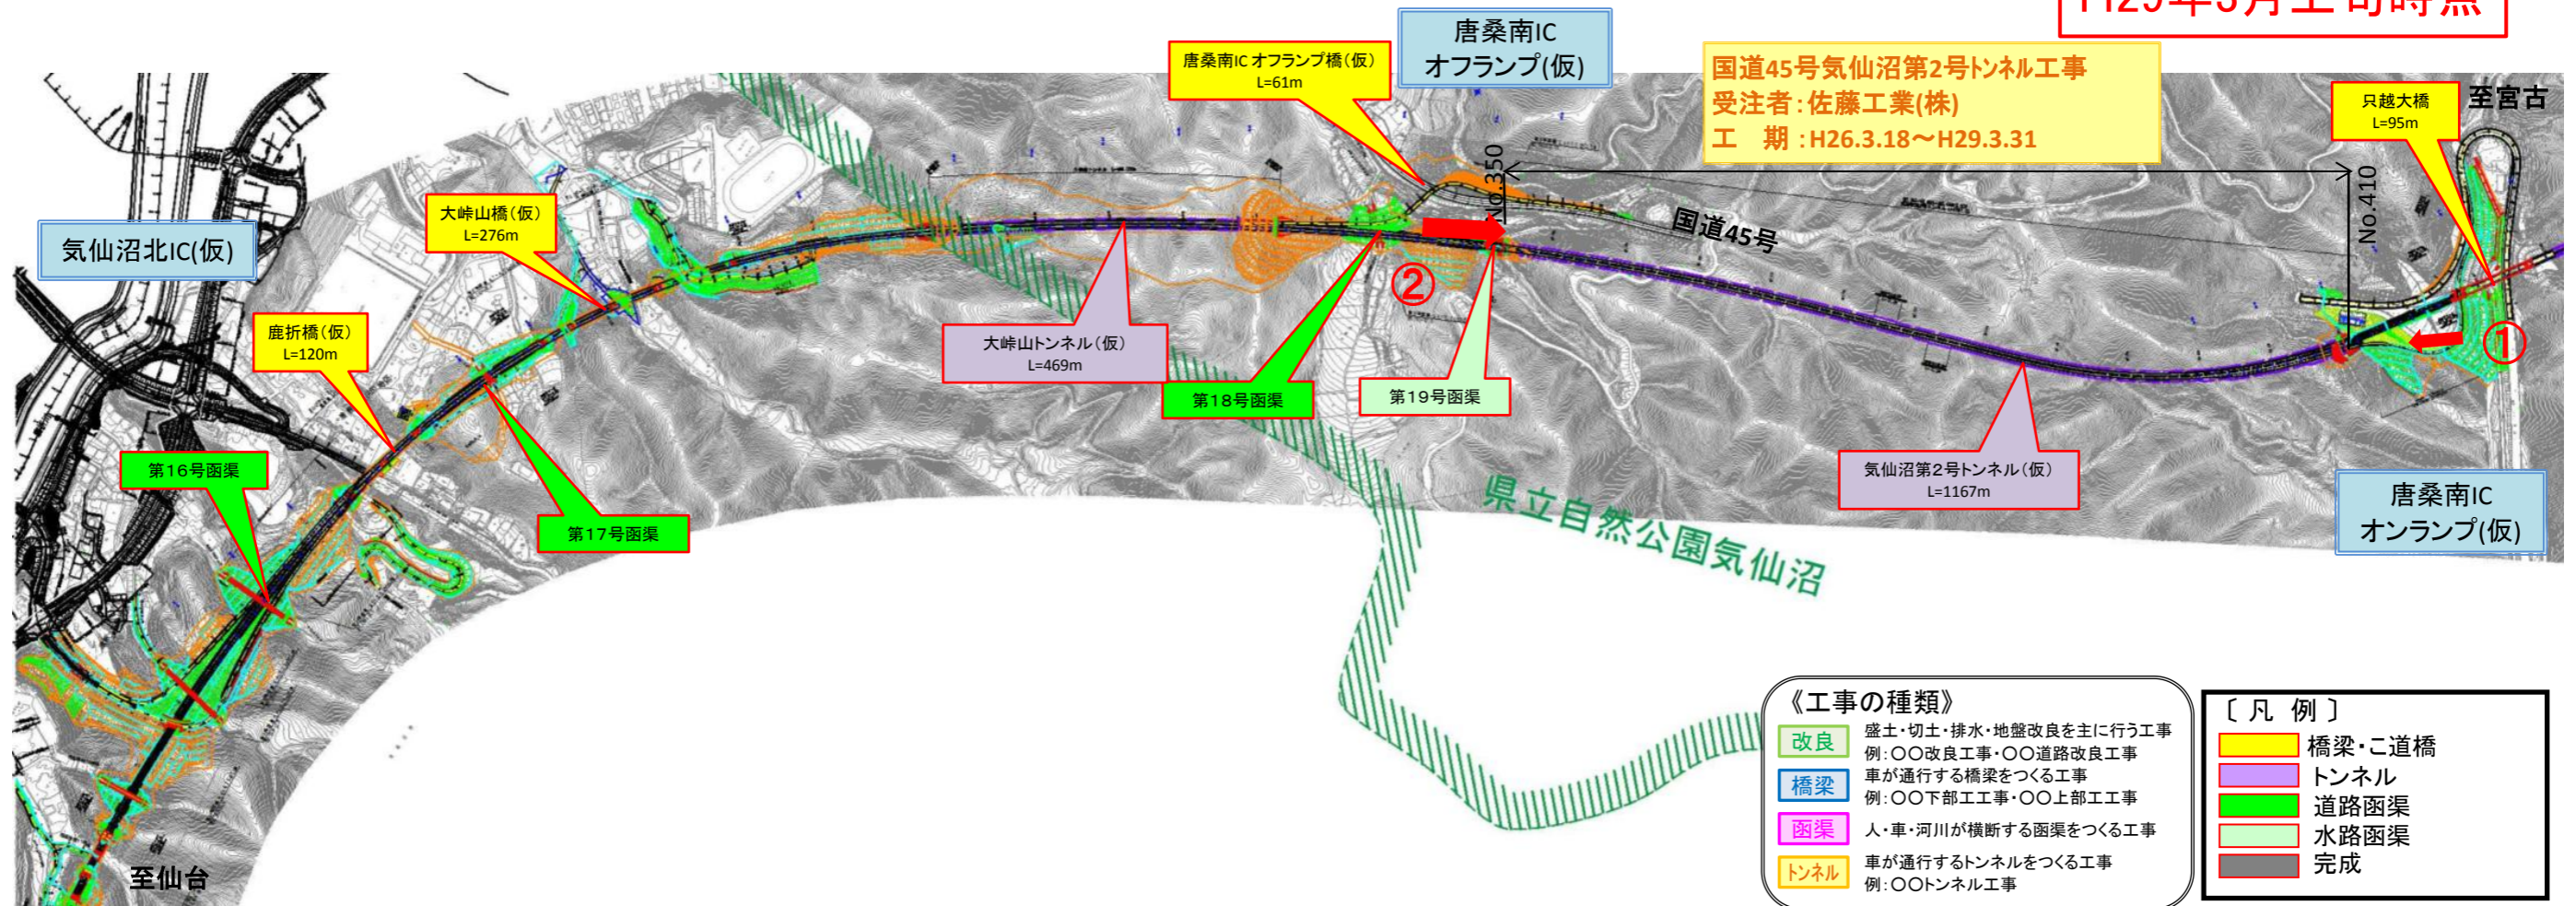 H29年3月上旬時点
唐桑南IC
オフランプ(仮)
唐桑南IC オフランプ橋(仮)
L=61m
国道45号気仙沼第2号トンネル工事
受注者:佐藤工業(株)
工　期:H26.3.18～H29.3.31
只越大橋
L=95m
至宮古
No.350
No.410
国道45号
大峠山橋(仮)
L=276m
気仙沼北IC(仮)
鹿折橋(仮)
L=120m
②
①
大峠山トンネル(仮)
L=469m
第18号函渠
第19号函渠
第16号函渠
第17号函渠
気仙沼第2号トンネル(仮)
L=1167m
唐桑南IC
オンランプ(仮)
県立自然公園気仙沼
至仙台
《工事の種類》
改良
盛土・切土・排水・地盤改良を主に行う工事
例:〇〇改良工事・〇〇道路改良工事
橋梁
車が通行する橋梁をつくる工事
例:〇〇下部工工事・〇〇上部工工事
函渠
人・車・河川が横断する函渠をつくる工事
トンネル
車が通行するトンネルをつくる工事
例:〇〇トンネル工事
〔 凡 例 〕
橋梁・こ道橋
トンネル
道路函渠
水路函渠
完成